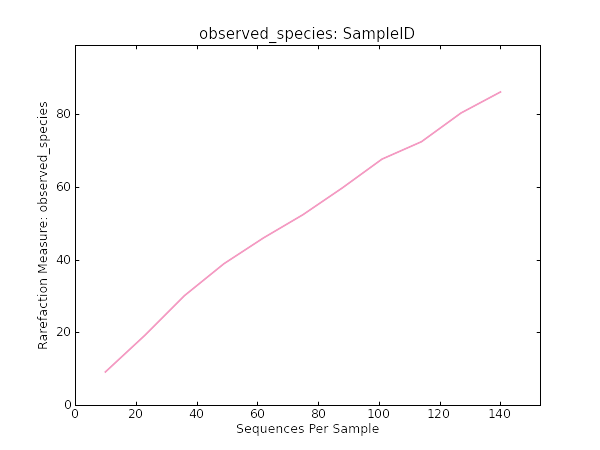 observed_species: SampleID
Rarefaction Measure: observed_species
80
60
40
20
0
0 20 40 60 80 100 120 140
Sequences Per Sample